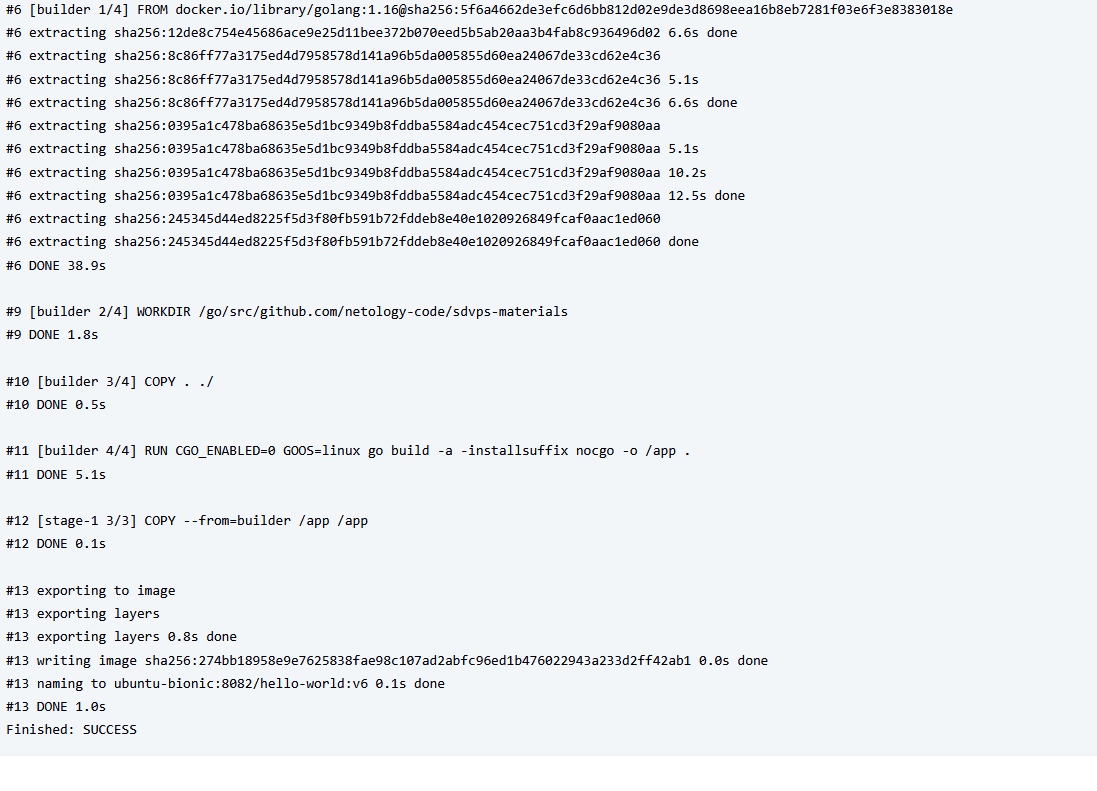 #6 [builder 1/4] FROM docker.io/library/golang:1.16@sha256:5f6a4662de3efc6d6bb812d02e9de3d8698eea16b8eb7281f03e6f3e8383018e
#6 extracting sha256:12de8c754e45686ace9e25d11bee372b070eed5b5ab20aa3b4fab8c936496d02 6.6s done
#6 extracting sha256:8c86ff77a3175ed4d7958578d141a96b5da005855d60ea24067de33cd62e4c36
#6 extracting sha256:8c86ff77a3175ed4d7958578d141a96b5da005855d60ea24067de33cd62e4c36 5.1s
#6 extracting sha256:8c86ff77a3175ed4d7958578d141a96b5da005855d60ea24067de33cd62e4c36 6.6s done
#6 extracting sha256:0395a1c478ba68635e5d1bc9349b8fddba5584adc454cec751cd3f29af9080aa
#6 extracting sha256:0395a1c478ba68635e5d1bc9349b8fddba5584adc454cec751cd3f29af9080aa 5.1s
#6 extracting sha256:0395a1c478ba68635e5d1bc9349b8fddba5584adc454cec751cd3f29af9080aa 10.2s
#6 extracting sha256:0395a1c478ba68635e5d1bc9349b8fddba5584adc454cec751cd3f29af9080aa 12.5s done
#6 extracting sha256:245345d44ed8225f5d3f80fb591b72fddeb8e40e1020926849fcaf0aac1ed060
#6 extracting sha256:245345d44ed8225f5d3f80fb591b72fddeb8e40e1020926849fcaf0aac1ed060 done
#6 DONE 38.9s
#9 [builder 2/4] WORKDIR /go/src/github.com/netology-code/sdvps-materials
#9 DONE 1.8s
#10 [builder 3/4] COPY . ./
#10 DONE 0.5s
#11 [builder 4/4] RUN CGO_ENABLED=0 GOOS=linux go build -a -installsuffix nocgo -o /app .
#11 DONE 5.1s
#12 [stage-1 3/3] COPY --from=builder /app /app
#12 DONE 0.1s
#13 exporting to image
#13 exporting layers
#13 exporting layers 0.8s done
#13 writing image sha256:274bb18958e9e7625838fae98c107ad2abfc96ed1b476022943a233d2ff42ab1 0.0s done
#13 naming to ubuntu-bionic:8082/hello-world:v6 0.1s done
#13 DONE 1.0s
Finished: SUCCESS